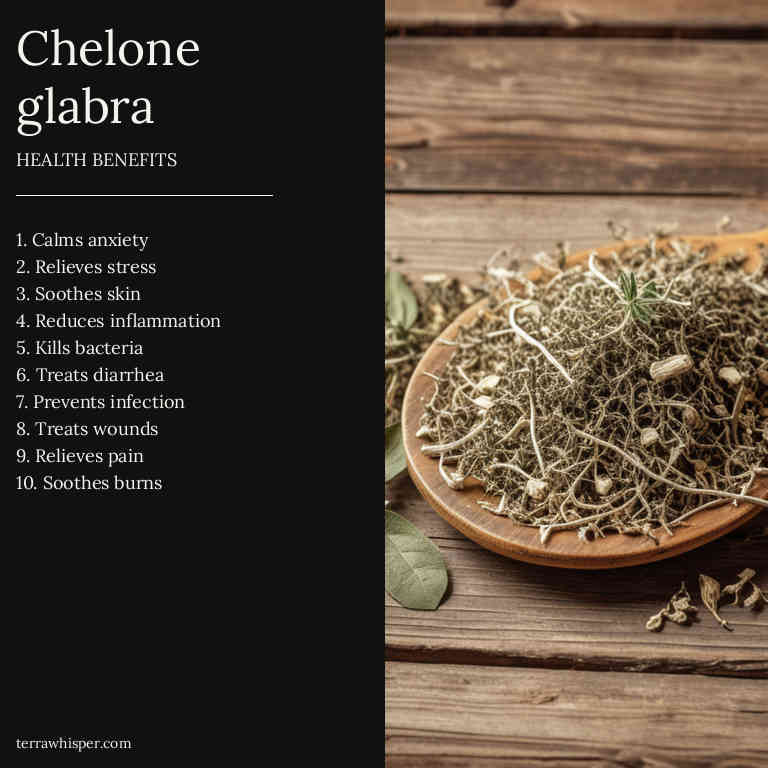 Chelone
glabra
HEALTH BENEFITS
1. Calms anxiety
2. Relieves stress
3. Soothes skin
4. Reduces inflammation
5. Kills bacteria
6. Treats diarrhea
7. Prevents infection
8. Treats wounds
9. Relieves pain
10. Soothes burns
terrawhisper.com